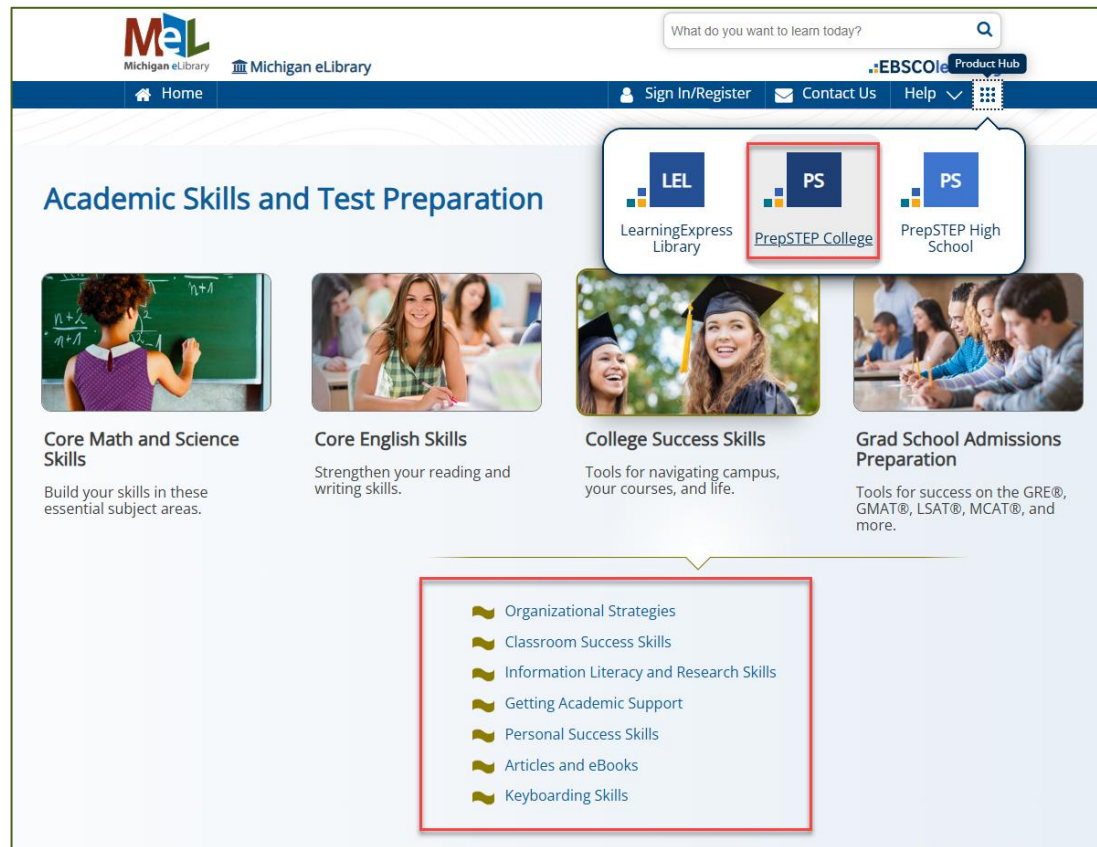 MeL
Michigan eLibrary
Michigan eLibrary
What do you want to learn today?
EBSCOle
Product Hub
Home
Sign In/Register
Contact Us
Help
LEL
LearningExpress
Library
PS
PrepSTEP College
PS
PrepSTEP High
School
Academic Skills and Test Preparation
Core Math and Science
Skills
Build your skills in these
essential subject areas.
Core English Skills
Strengthen your reading and
writing skills.
College Success Skills
Tools for navigating campus,
your courses, and life.
Grad School Admissions
Preparation
Tools for success on the GRE®,
GMAT®, LSAT®, MCAT®, and
more.
Organizational Strategies
Classroom Success Skills
Information Literacy and Research Skills
Getting Academic Support
Personal Success Skills
Articles and eBooks
Keyboarding Skills